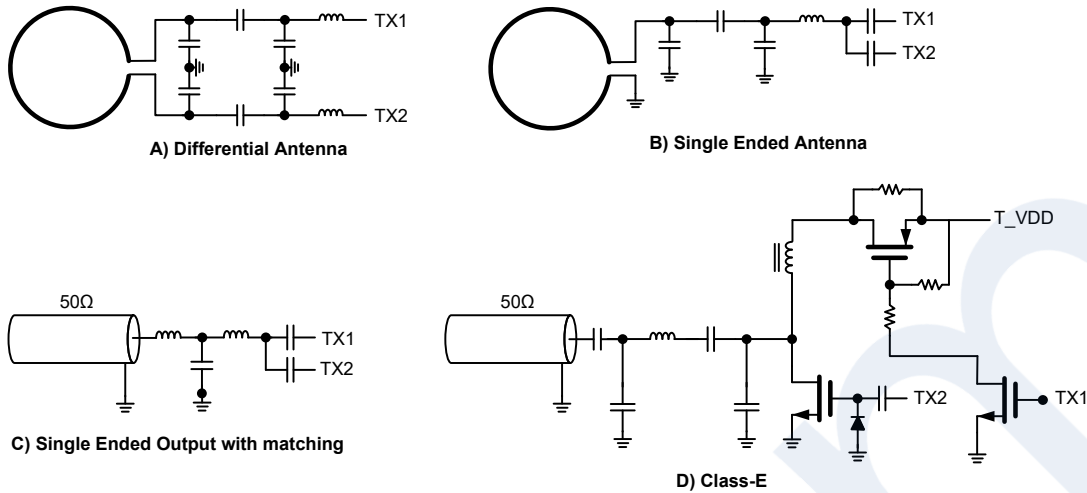 TX1
TX2
A) Differential Antenna
TX1
TX2
B) Single Ended Antenna
50Ω
TX1
TX2
C) Single Ended Output with matching
T_VDD
50Ω
TX2
TX1
D) Class-E